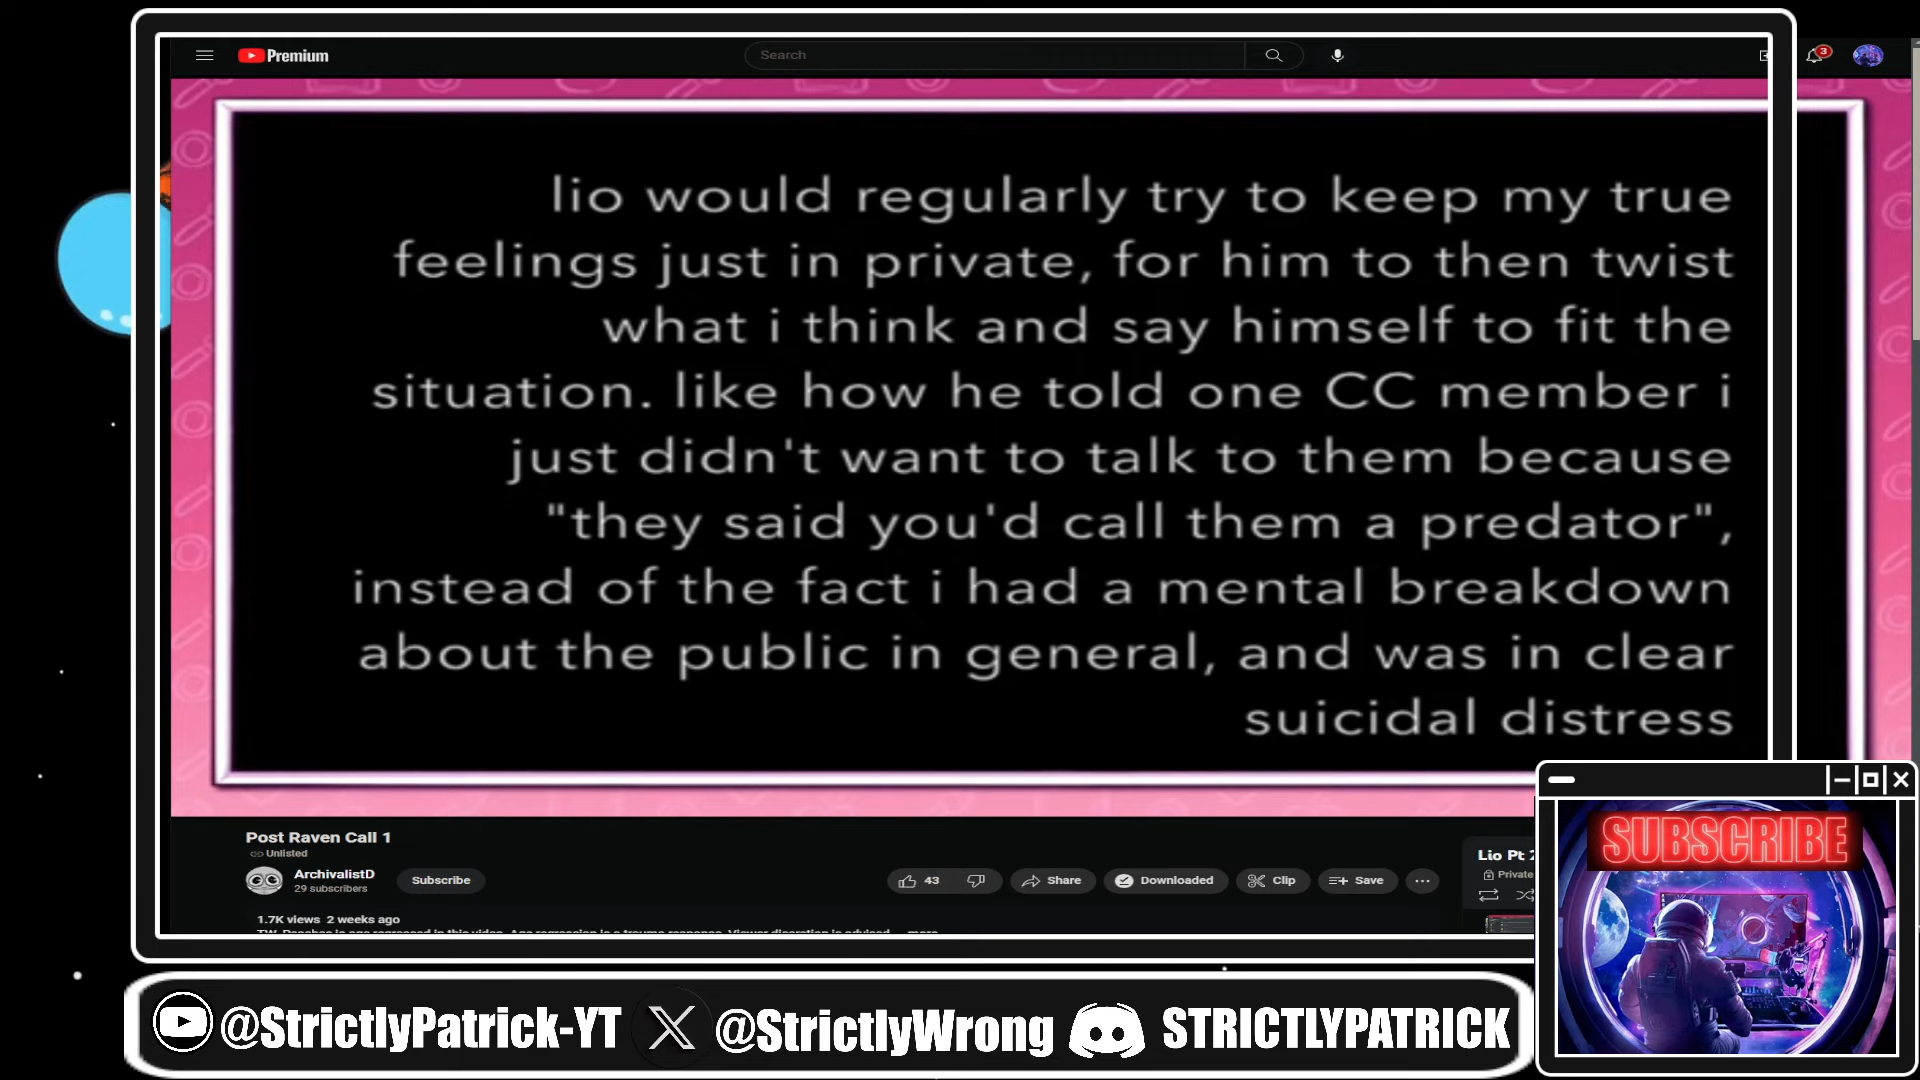 Premium
Search
3
lio would regularly try to keep my true
feelings just in private, for him to then twist
what i think and say himself to fit the
situation. like how he told one CC member i
just didn't want to talk to them because
"they said you'd call them a predator",
instead of the fact i had a mental breakdown
about the public in general, and was in clear
suicidal distress
Post Raven Call 1
Unlisted
ArchivalistD
29 subscribers
Subscribe
43
Share
Downloaded
Clip
Save
Lio Pt
Private
1.7K views 2 weeks ago
SUBSCRIBE
@StrictlyPatrick-YT
@StrictlyWrong
STRICTLYPATRICK